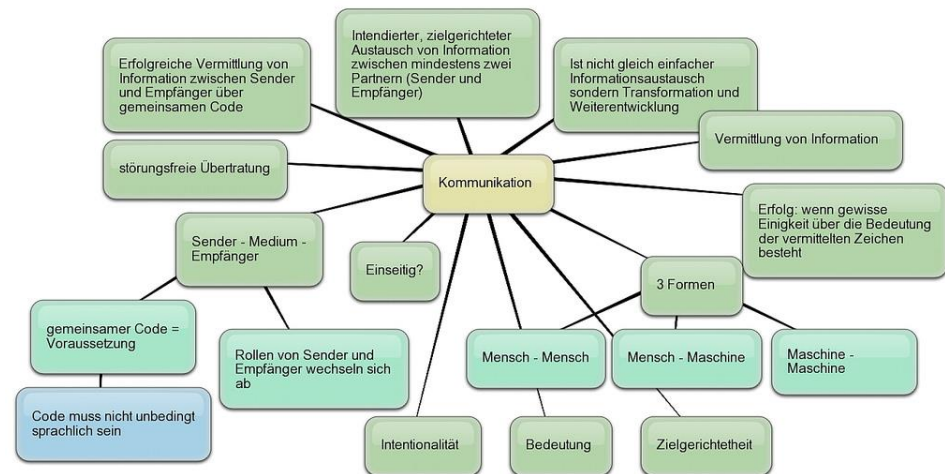 Erfolgreiche Vermittlung von
Information zwischen Sender
und Empfänger über
gemeinsamen Code
Intendierter, zielgerichteter
Austausch von Information
zwischen mindestens zwei
Partnern (Sender und
Empfänger)
Ist nicht gleich einfacher
Informationsaustausch
sondern Transformation und
Weiterentwicklung
Vermittlung von Information
störungsfreie Übertratung
Kommunikation
Erfolg: wenn gewisse
Einigkeit über die Bedeutung
der vermittelten Zeichen
besteht
Sender - Medium -
Empfänger
Einseitig?
3 Formen
gemeinsamer Code =
Voraussetzung
Rollen von Sender und
Empfänger wechseln sich
ab
Mensch - Mensch
Mensch - Maschine
Maschine -
Maschine
Code muss nicht unbedingt
sprachlich sein
Intentionalität
Bedeutung
Zielgerichtetheit